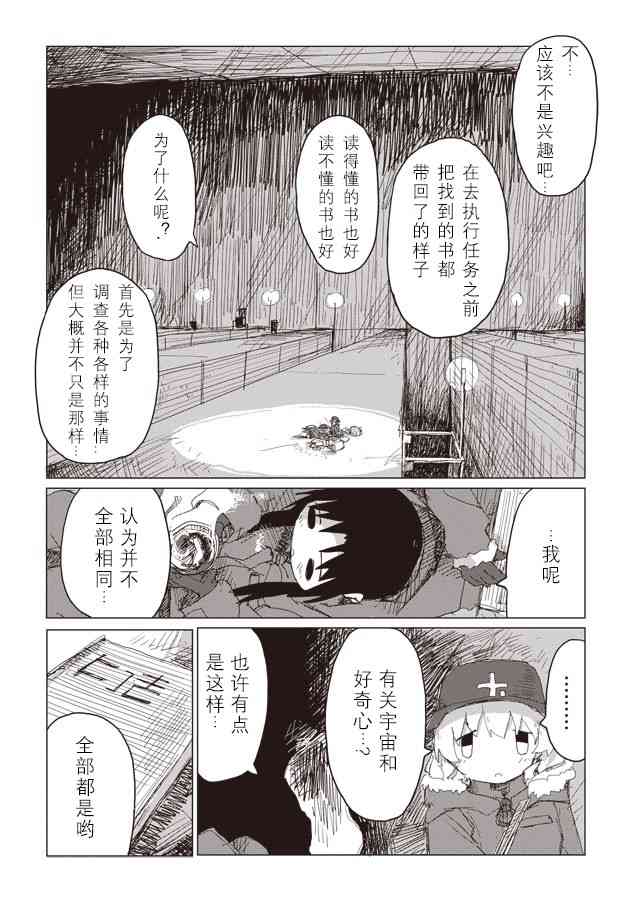 不…
应该不是兴趣吧…
在去执行任务之前
把找到的书都
带回了的样子
读得懂的书也好
读不懂的书也好
为了什么呢？
首先是为了
调查各种各样的事情
但大概并不只是那样…
…我呢
认为并不
全部相同…
………
有关宇宙和
好奇心…？
也许有点
是这样…
全部都是哟